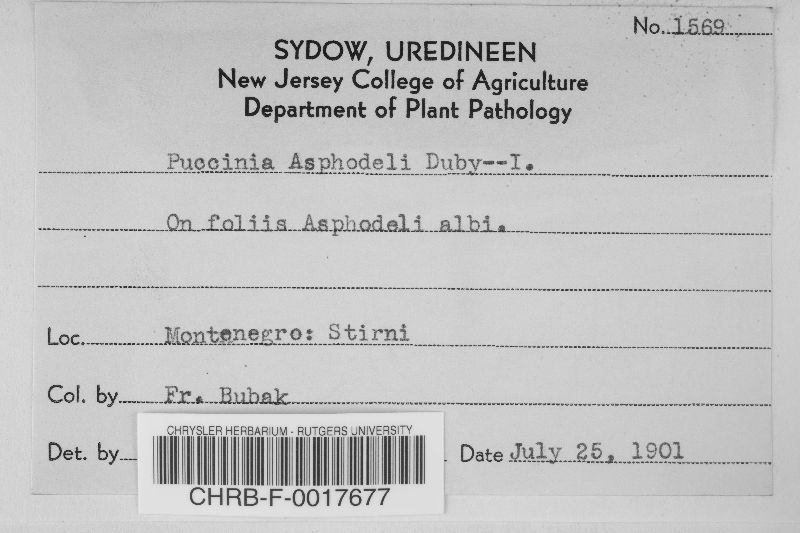 No. 1569
SYDOW, UREDINEEN
New Jersey College of Agriculture
Department of Plant Pathology
Puccinia Asphodeli Duby--I.
On foliis Asphodeli albi.
Loc. Montenegro: Stirni
Col. by Fr. Bubak
Det. by Date July 25, 1901
CHRYSLER HERBARIUM - RUTGERS UNIVERSITY
CHRB-F-0017677